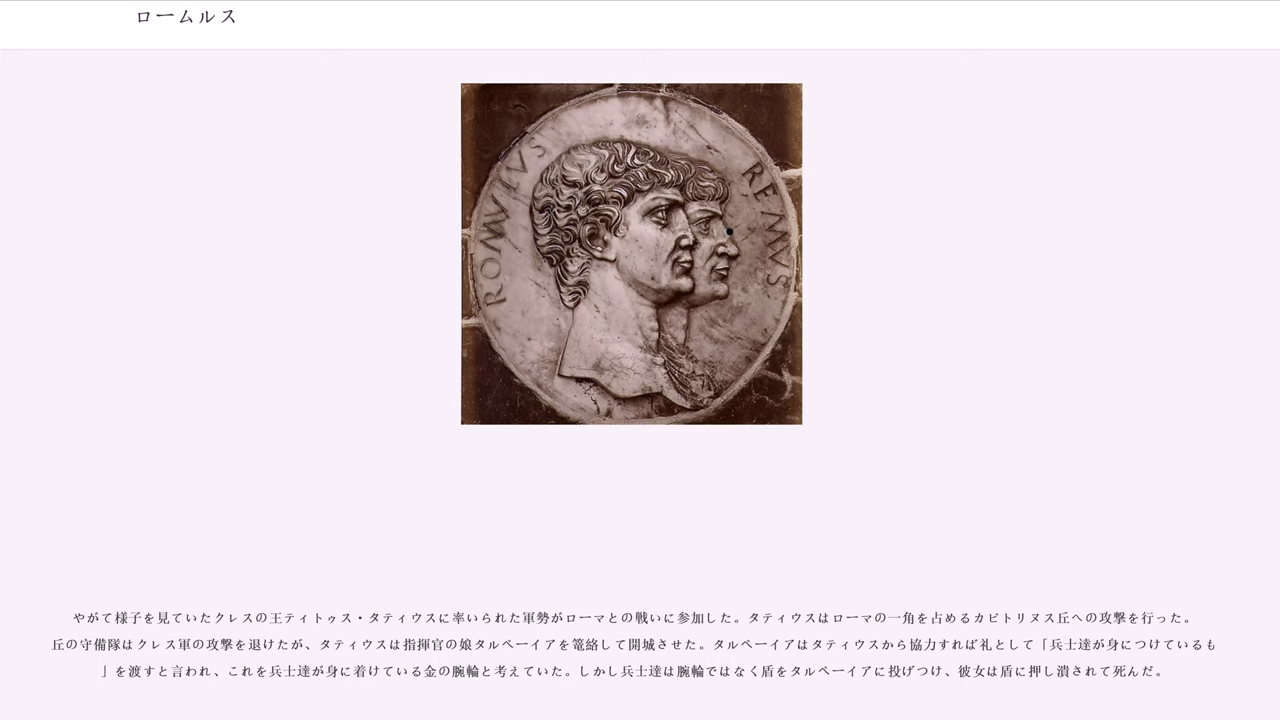 ロームルス
ROMVLVS
REMVS
やがて様子を見ていたクレスの王ティトゥス・タティウスに率いられた軍勢がローマとの戦いに参加した。タティウスはローマの一角を占めるカピトリヌス丘への攻撃を行った。
丘の守備隊はクレス軍の攻撃を退けたが、タティウスは指揮官の娘タルペーイアを篭絡して開城させた。タルペーイアはタティウスから協力すれば礼として「兵士達が身につけているも
」を渡すと言われ、これを兵士達が身に着けている金の腕輪と考えていた。しかし兵士達は腕輪ではなく盾をタルペーイアに投げつけ、彼女は盾に押し潰されて死んだ。